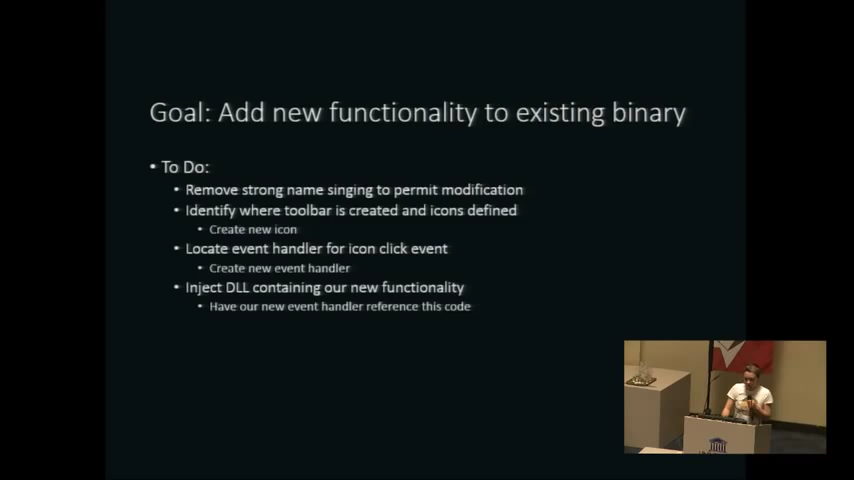 Goal: Add new functionality to existing binary
• To Do:
• Remove strong name singing to permit modification
• Identify where toolbar is created and icons defined
• Create new icon
• Locate event handler for icon click event
• Create new event handler
• Inject DLL containing our new functionality
• Have our new event handler reference this code